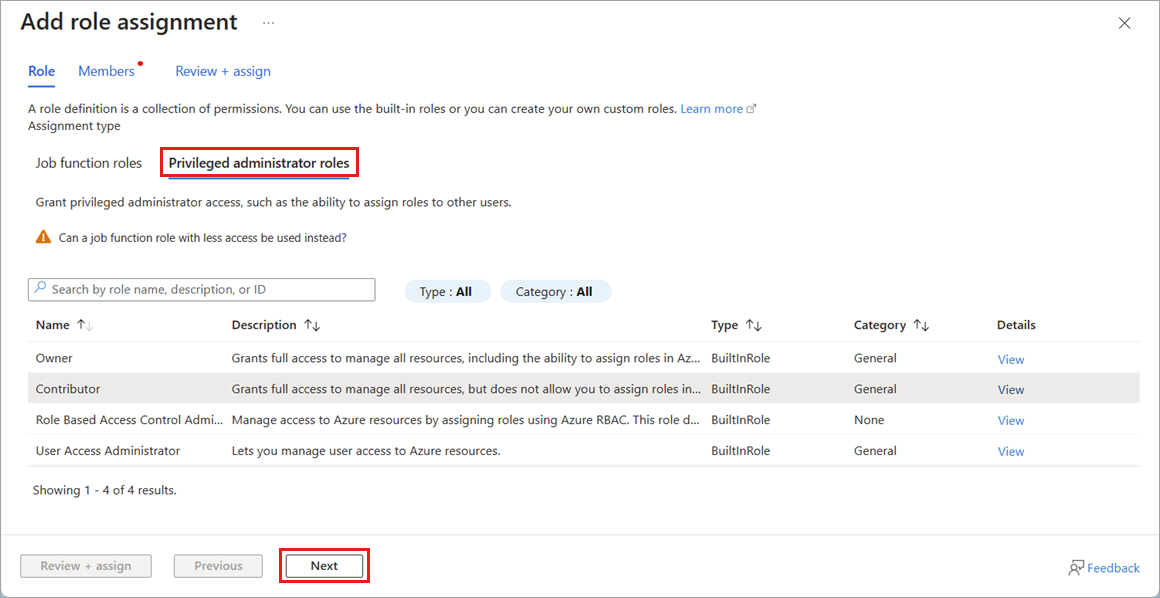 Add role assignment ...
Role Members Review + assign
A role definition is a collection of permissions. You can use the built-in roles or you can create your own custom roles. Learn more
Assignment type
Job function roles Privileged administrator roles
Grant privileged administrator access, such as the ability to assign roles to other users.
Can a job function role with less access be used instead?
Search by role name, description, or ID Type : All Category : All
Name Description Type Category Details
Owner Grants full access to manage all resources, including the ability to assign roles in Az... BuiltInRole General View
Contributor Grants full access to manage all resources, but does not allow you to assign roles in... BuiltInRole General View
Role Based Access Control Admi... Manage access to Azure resources by assigning roles using Azure RBAC. This role d... BuiltInRole None View
User Access Administrator Lets you manage user access to Azure resources. BuiltInRole General View
Showing 1 - 4 of 4 results.
Review + assign Previous Next Feedback